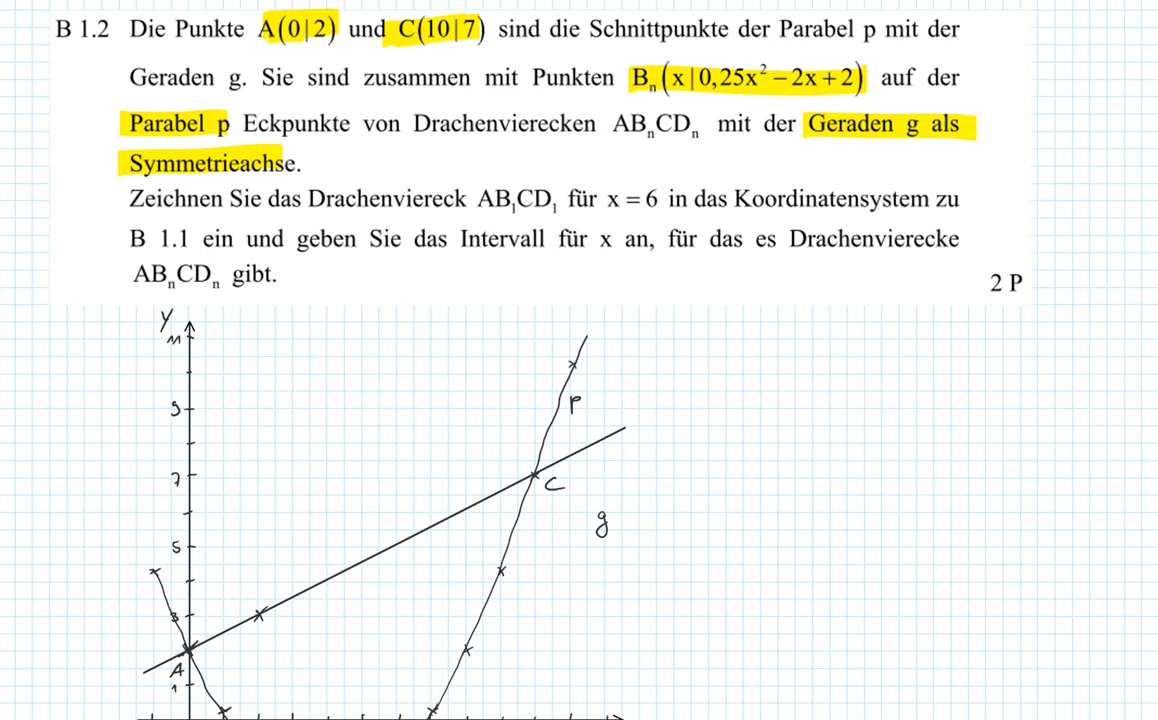 B 1.2 Die Punkte A(0|2) und C(10|7) sind die Schnittpunkte der Parabel p mit der
Geraden g. Sie sind zusammen mit Punkten Bₙ(x|0,25x² − 2x + 2) auf der
Parabel p Eckpunkte von Drachenvierecken ABₙCDₙ mit der Geraden g als
Symmetrieachse.
Zeichnen Sie das Drachenviereck AB₁CD₁ für x = 6 in das Koordinatensystem zu
B 1.1 ein und geben Sie das Intervall für x an, für das es Drachenvierecke
ABₙCDₙ gibt.
2 P
y
11
9
p
7
C
g
5
3
A
1